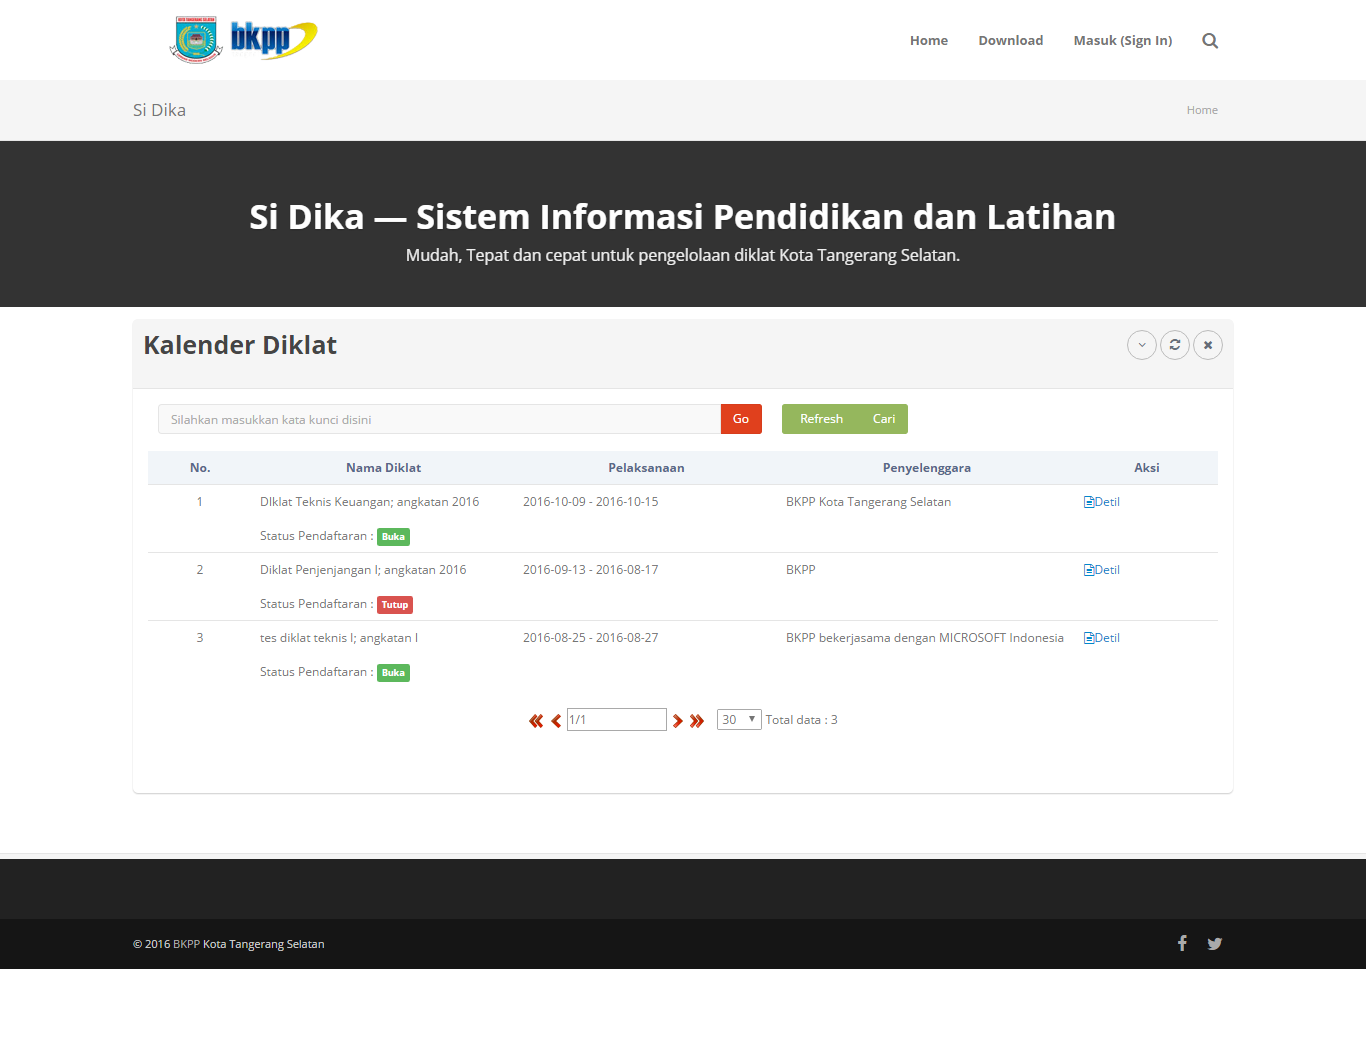 bkpp
Home
Download
Masuk (Sign In)
Si Dika
Home
Si Dika — Sistem Informasi Pendidikan dan Latihan
Mudah, Tepat dan cepat untuk pengelolaan diklat Kota Tangerang Selatan.
Kalender Diklat
Silahkan masukkan kata kunci disini
Go
Refresh
Cari
No. Nama Diklat Pelaksanaan Penyelenggara Aksi
1 DIklat Teknis Keuangan; angkatan 2016 2016-10-09 - 2016-10-15 BKPP Kota Tangerang Selatan Detil
Status Pendaftaran : Buka
2 Diklat Penjenjangan I; angkatan 2016 2016-09-13 - 2016-08-17 BKPP Detil
Status Pendaftaran : Tutup
3 tes diklat teknis I; angkatan I 2016-08-25 - 2016-08-27 BKPP bekerjasama dengan MICROSOFT Indonesia Detil
Status Pendaftaran : Buka
1/1 30 Total data : 3
© 2016 BKPP Kota Tangerang Selatan